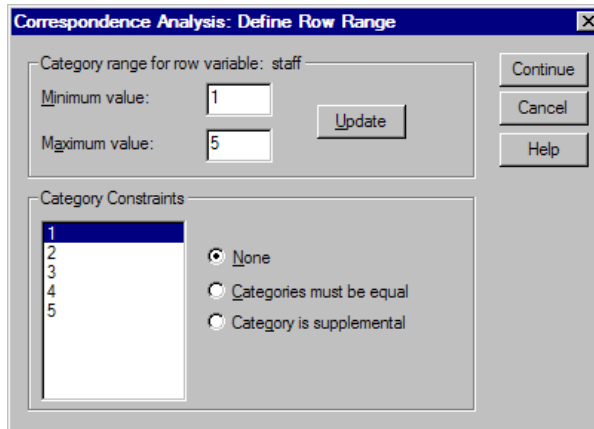 Correspondence Analysis: Define Row Range
Category range for row variable: staff
Minimum value: 1
Maximum value: 5
Update
Continue
Cancel
Help
Category Constraints
1
2
3
4
5
None
Categories must be equal
Category is supplemental